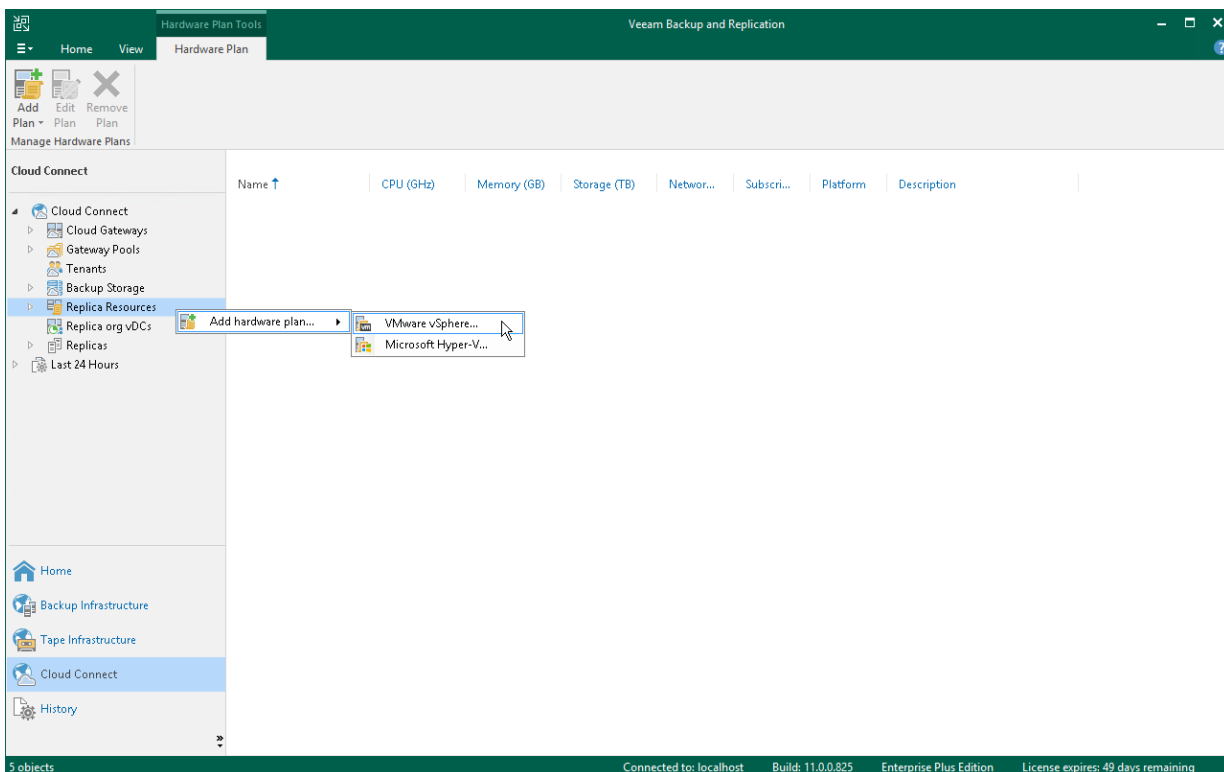 Hardware Plan Tools
Veeam Backup and Replication
Home View Hardware Plan
Add Plan
Edit Plan
Remove Plan
Manage Hardware Plans
Cloud Connect
Name CPU (GHz) Memory (GB) Storage (TB) Networ... Subscri... Platform Description
Cloud Connect
Cloud Gateways
Gateway Pools
Tenants
Backup Storage
Replica Resources
Replica org vDCs
Replicas
Last 24 Hours
Add hardware plan...
VMware vSphere...
Microsoft Hyper-V...
Home
Backup Infrastructure
Tape Infrastructure
Cloud Connect
History
5 objects
Connected to: localhost Build: 11.0.0.825 Enterprise Plus Edition License expires: 49 days remaining